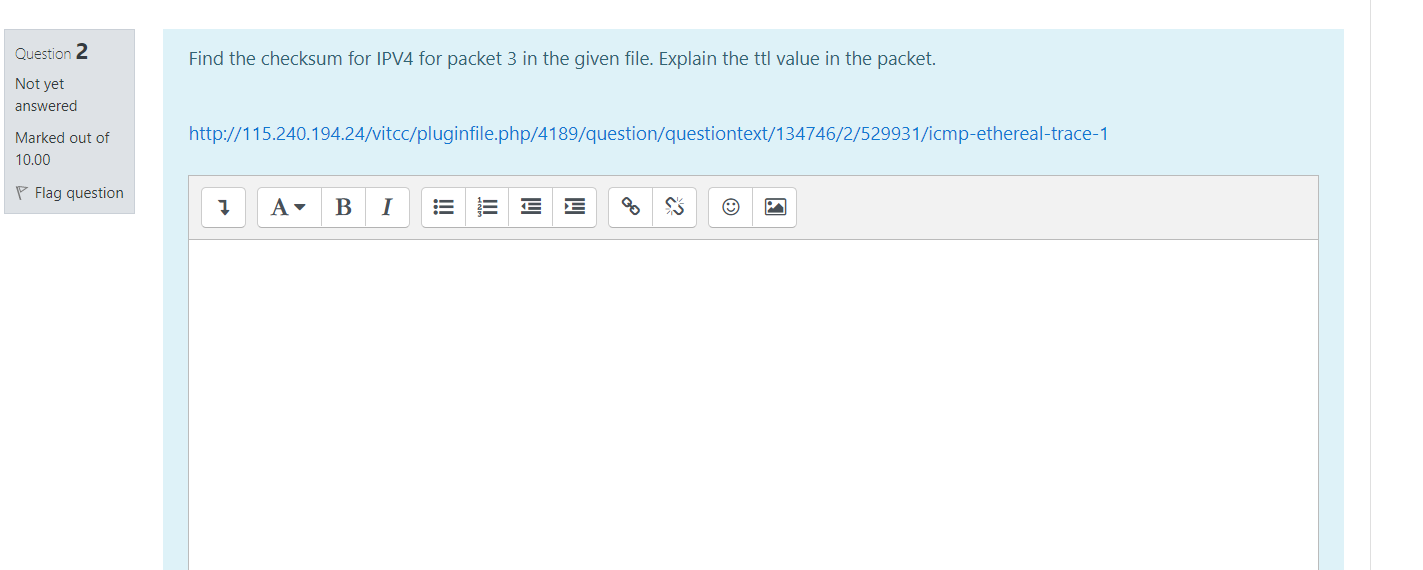 Question 2
Not yet
answered
Marked out of
10.00
Flag question
Find the checksum for IPV4 for packet 3 in the given file. Explain the ttl value in the packet.
http://115.240.194.24/vitcc/pluginfile.php/4189/question/questiontext/134746/2/529931/icmp-ethereal-trace-1
A B I